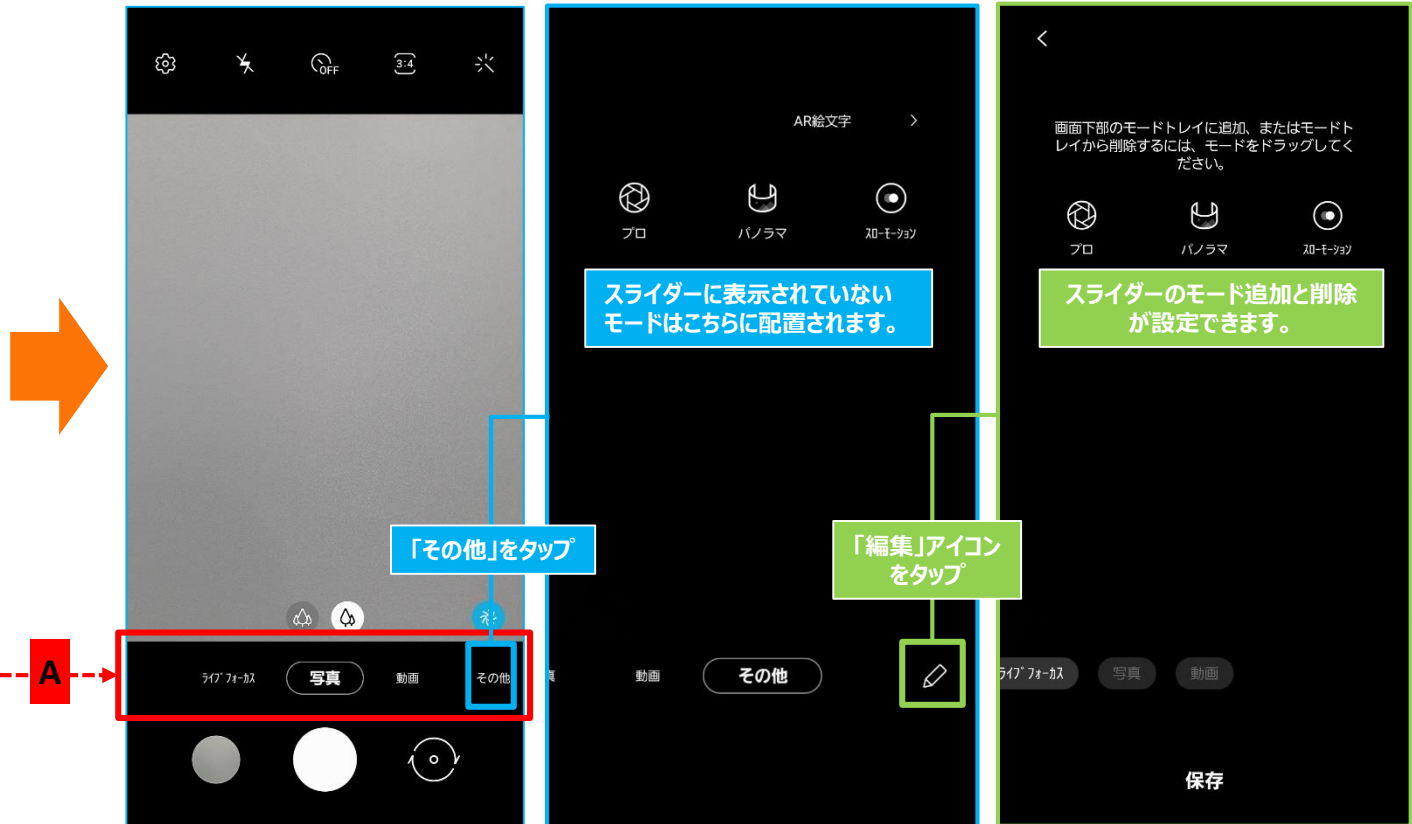 OFF
3:4
「その他」をタップ
A
ﾗｲﾌﾞﾌｫｰｶｽ
写真
動画
その他
AR絵文字
プロ
パノラマ
ｽﾛｰﾓｰｼｮﾝ
スライダーに表示されていない
モードはこちらに配置されます。
「編集」アイコン
をタップ
真
動画
その他
画面下部のモードトレイに追加、またはモードト
レイから削除するには、モードをドラッグしてく
ださい。
プロ
パノラマ
ｽﾛｰﾓｰｼｮﾝ
スライダーのモード追加と削除
が設定できます。
ﾗｲﾌﾞﾌｫｰｶｽ
写真
動画
保存